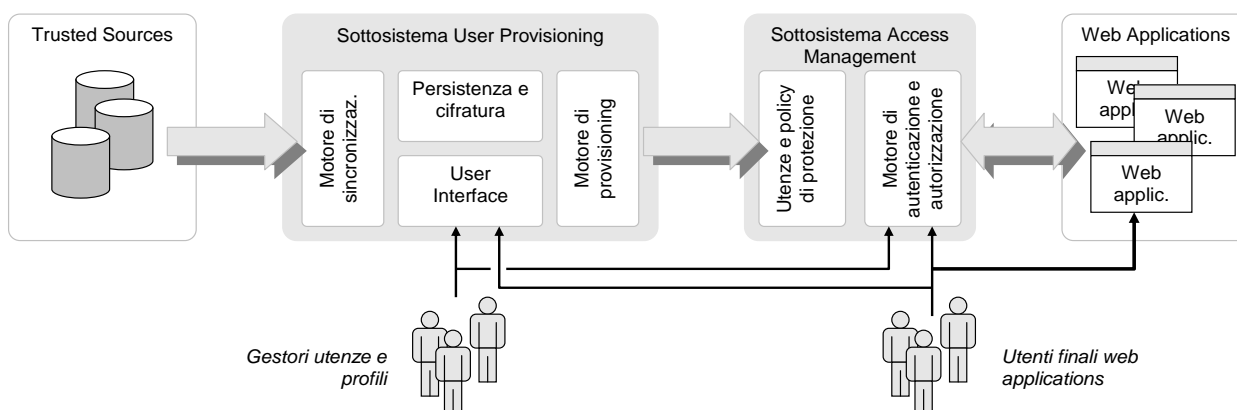 Trusted Sources
Sottosistema User Provisioning
Motore di
sincronizzaz.
Persistenza e
cifratura
User
Interface
Motore di
provisioning
Sottosistema Access
Management
Utenze e policy
di protezione
Motore di
autenticazione e
autorizzazione
Web Applications
Web
applic.
Web
applic.
Web
applic.
Gestori utenze e
profili
Utenti finali web
applications